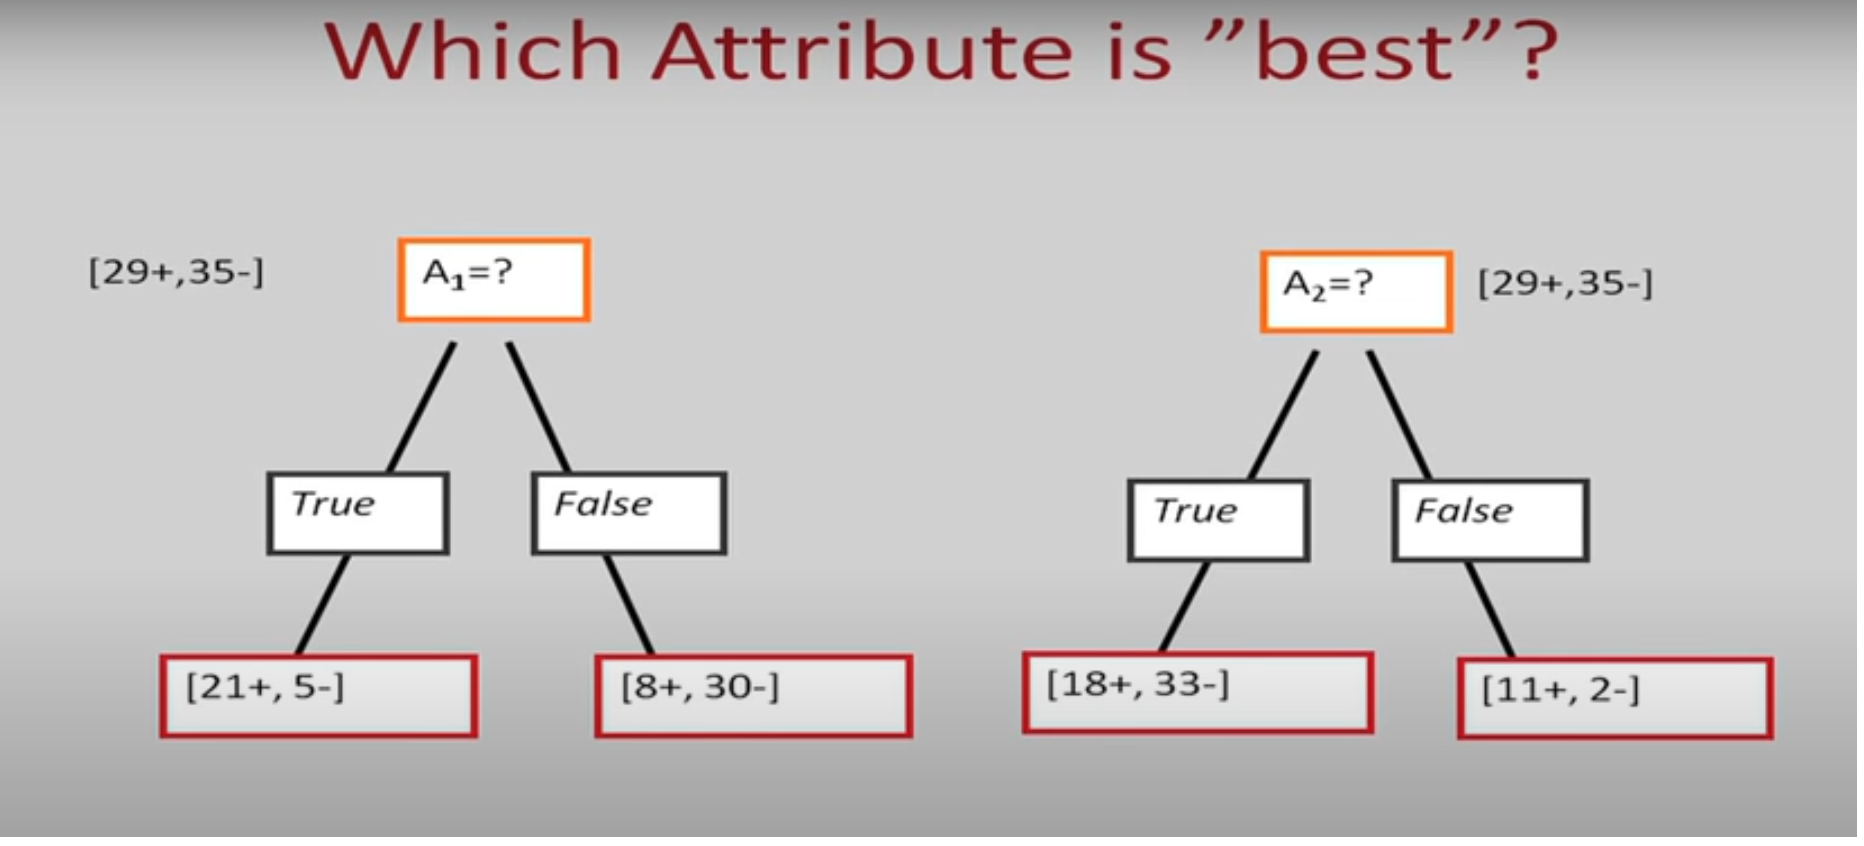 Which Attribute is ”best”?
[29+,35-]
A₁=?
A₂=?
[29+,35-]
True
False
True
False
[21+, 5-]
[8+, 30-]
[18+, 33-]
[11+, 2-]